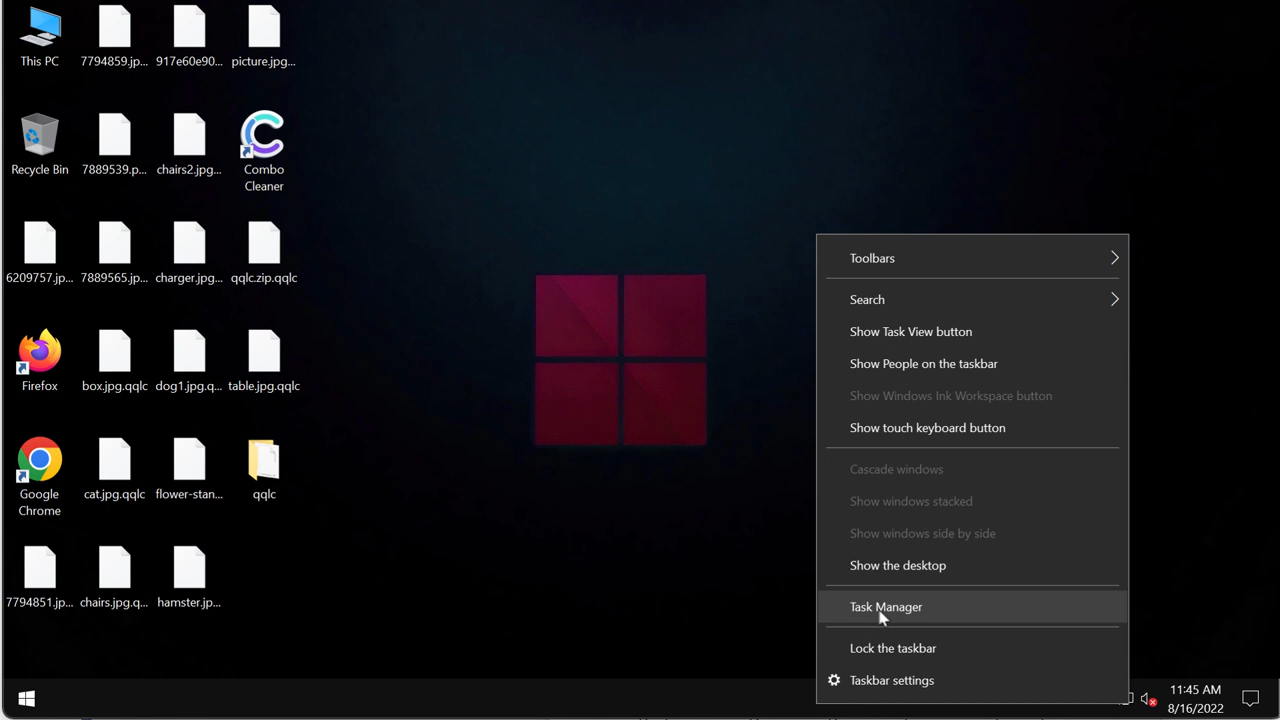 This PC
7794859.jp...
917e60e90...
picture.jpg...
Recycle Bin
7889539.p...
chairs2.jpg...
Combo
Cleaner
6209757.jp...
7889565.jp...
charger.jpg...
qqlc.zip.qqlc
Firefox
box.jpg.qqlc
dog1.jpg.q...
table.jpg.qqlc
Google
Chrome
cat.jpg.qqlc
flower-stan...
qqlc
7794851.jp...
chairs.jpg.q...
hamster.jp...
Toolbars
Search
Show Task View button
Show People on the taskbar
Show Windows Ink Workspace button
Show touch keyboard button
Cascade windows
Show windows stacked
Show windows side by side
Show the desktop
Task Manager
Lock the taskbar
Taskbar settings
11:45 AM
8/16/2022